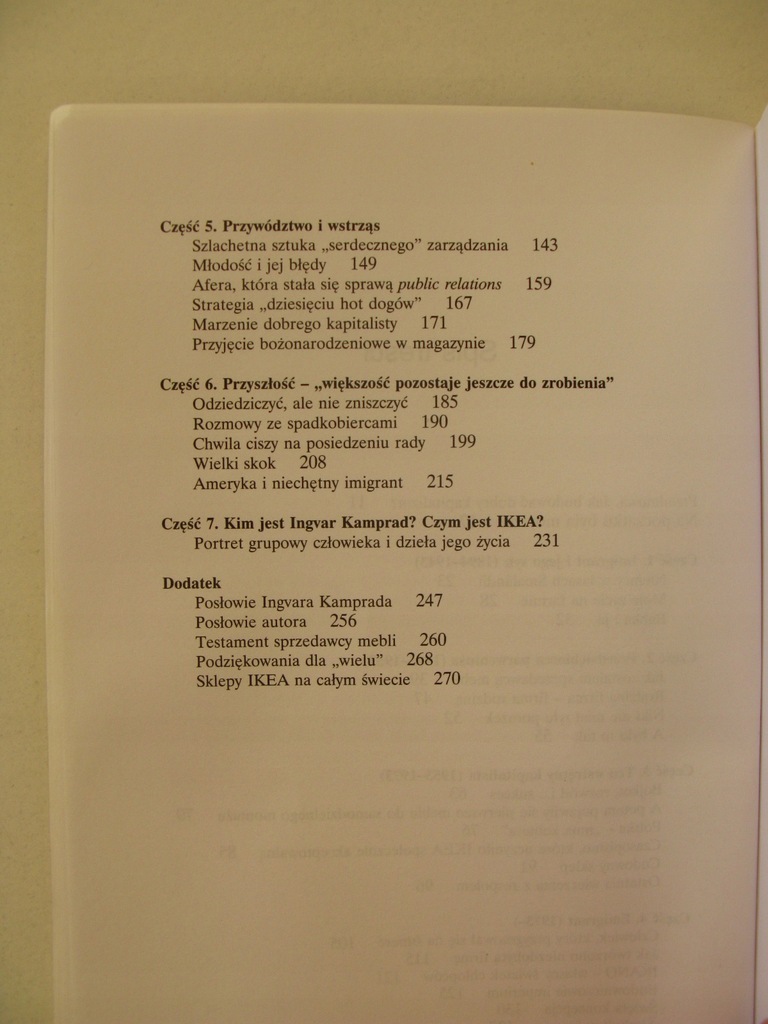 Część 5. Przywództwo i wstrząs
Szlachetna sztuka „serdecznego” zarządzania 143
Młodość i jej błędy 149
Afera, która stała się sprawą public relations 159
Strategia „dziesięciu hot dogów” 167
Marzenie dobrego kapitalisty 171
Przyjęcie bożonarodzeniowe w magazynie 179
Część 6. Przyszłość – „większość pozostaje jeszcze do zrobienia”
Odziedziczyć, ale nie zniszczyć 185
Rozmowy ze spadkobiercami 190
Chwila ciszy na posiedzeniu rady 199
Wielki skok 208
Ameryka i niechętny imigrant 215
Część 7. Kim jest Ingvar Kamprad? Czym jest IKEA?
Portret grupowy człowieka i dzieła jego życia 231
Dodatek
Posłowie Ingvara Kamprada 247
Posłowie autora 256
Testament sprzedawcy mebli 260
Podziękowania dla „wielu” 268
Sklepy IKEA na całym świecie 270